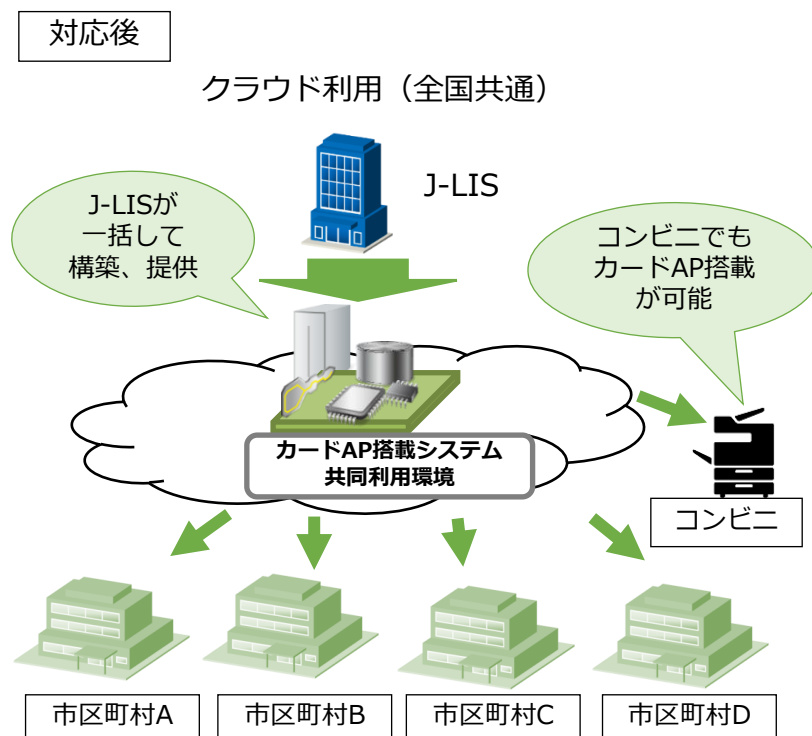 対応後
クラウド利用（全国共通）
J-LIS
J-LISが
一括して
構築、提供
コンビニでも
カードAP搭載
が可能
カードAP搭載システム
共同利用環境
コンビニ
市区町村A
市区町村B
市区町村C
市区町村D